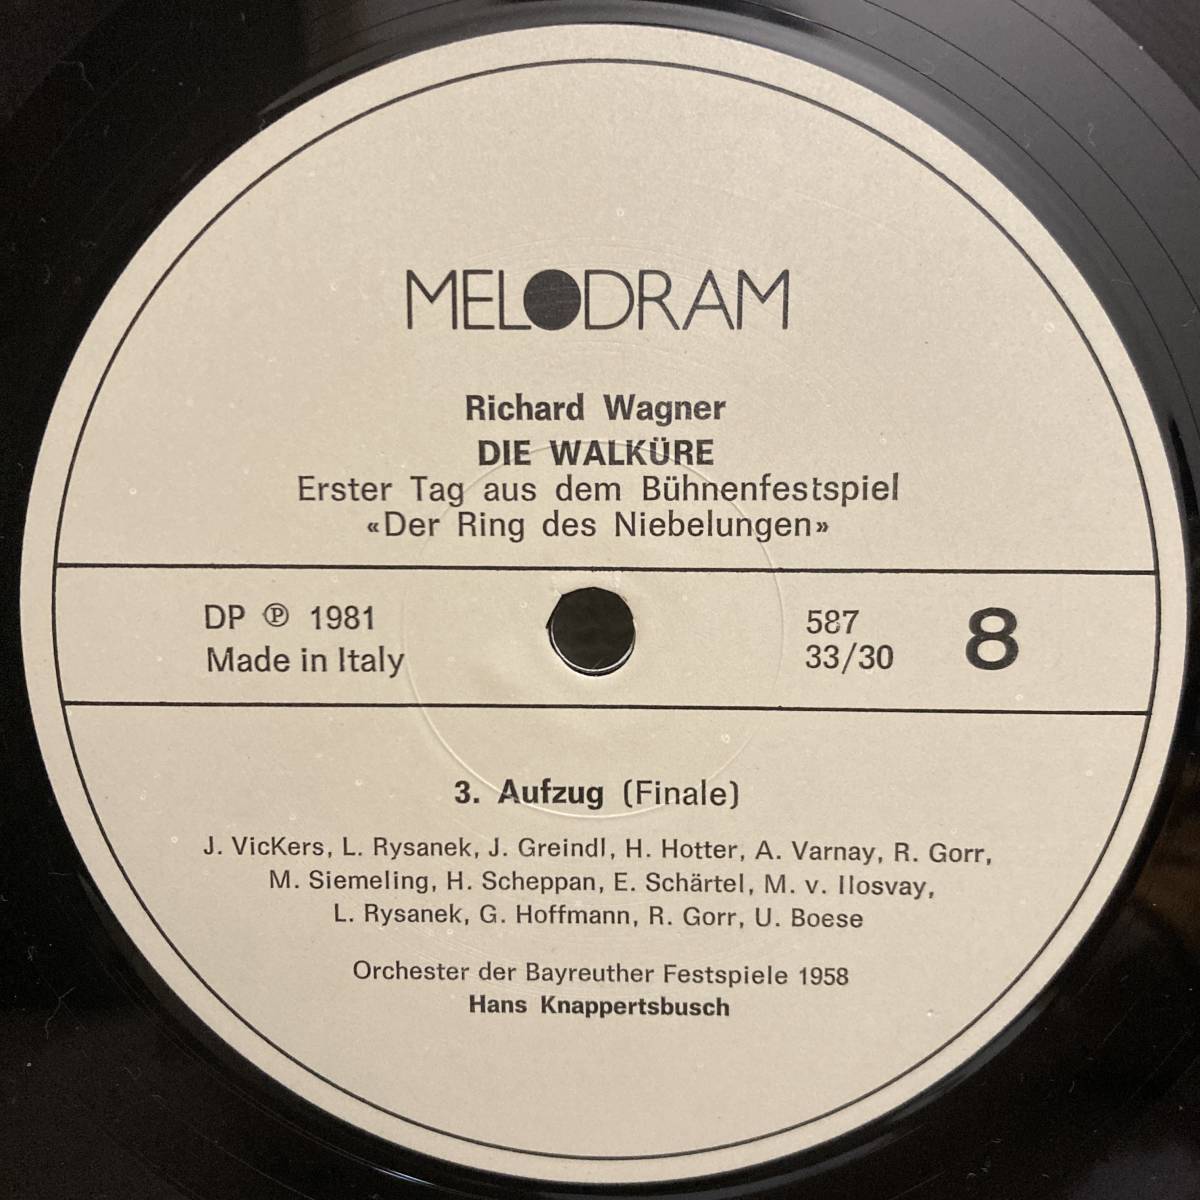 MELODRAM
Richard Wagner
DIE WALKÜRE
Erster Tag aus dem Bühnenfestspiel
«Der Ring des Niebelungen»
DP ℗ 1981
Made in Italy
587
33/30
8
3. Aufzug (Finale)
J. VicKers, L. Rysanek, J. Greindl, H. Hotter, A. Varnay, R. Gorr,
M. Siemeling, H. Scheppan, E. Schärtel, M. v. Ilosvay,
L. Rysanek, G. Hoffmann, R. Gorr, U. Boese
Orchester der Bayreuther Festspiele 1958
Hans Knappertsbusch